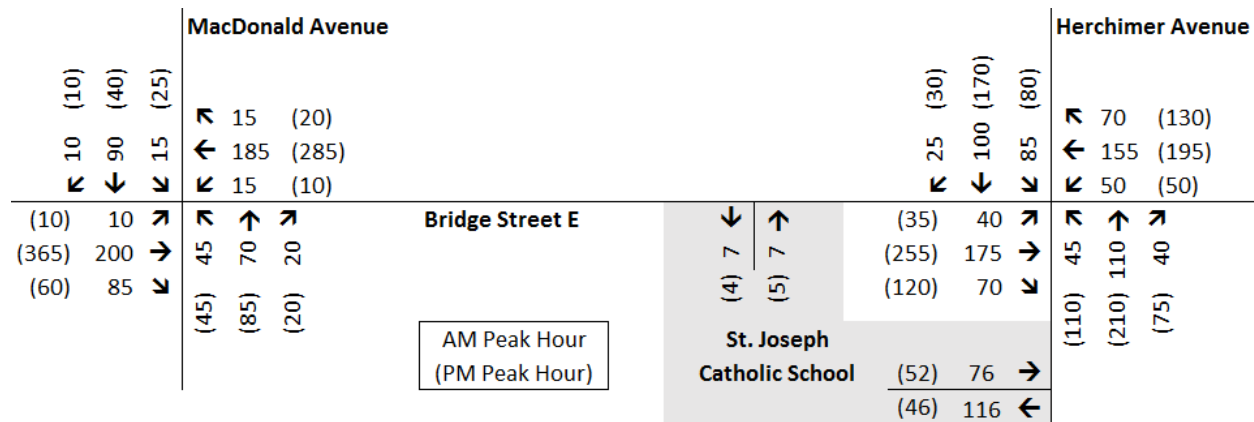 MacDonald Avenue
Herchimer Avenue
(10) (40) (25)
10 90 15
↙ ↓ ↘
↖ 15 (20)
← 185 (285)
↙ 15 (10)
(30) (170) (80)
25 100 85
↙ ↓ ↘
↖ 70 (130)
← 155 (195)
↙ 50 (50)
(10) 10 ↗
(365) 200 →
(60) 85 ↘
↖ ↑ ↗
45 70 20
(45) (85) (20)
Bridge Street E
↓ ↑
7 7
(4) (5)
(35) 40 ↗
(255) 175 →
(120) 70 ↘
↖ ↑ ↗
45 110 40
(110) (210) (75)
AM Peak Hour
(PM Peak Hour)
St. Joseph
Catholic School
(52) 76 →
(46) 116 ←